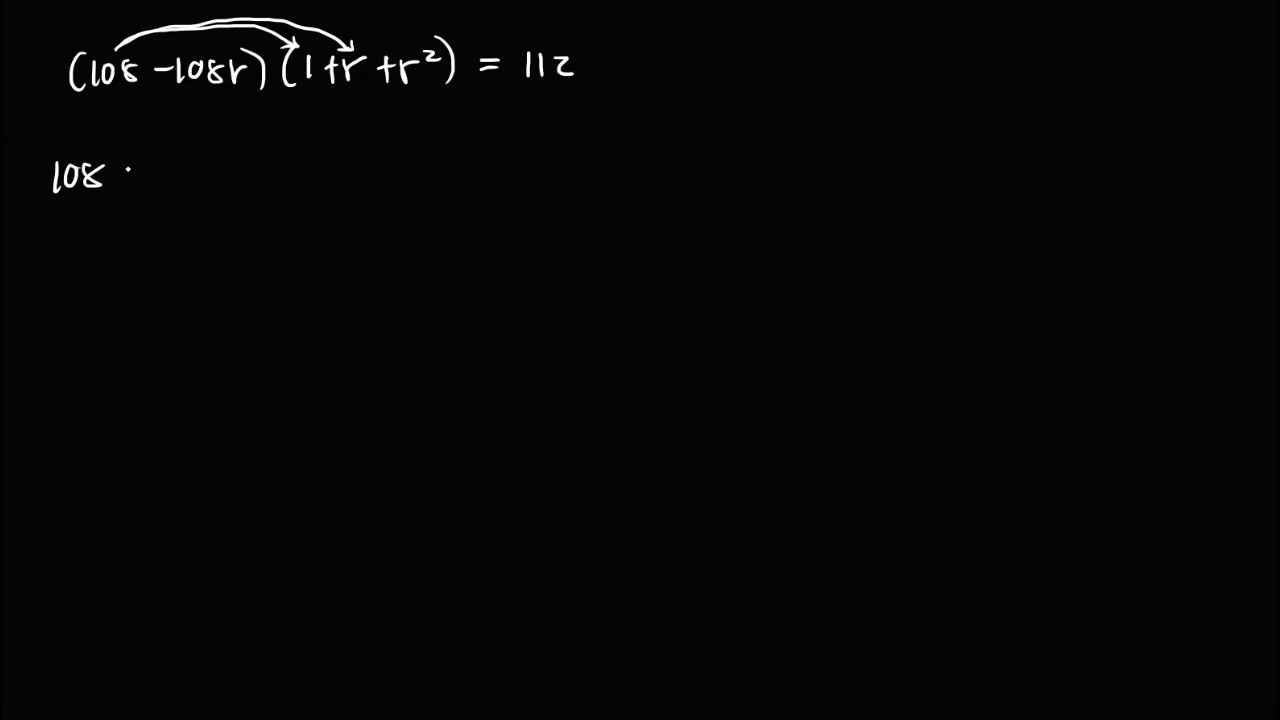 (108 - 108r)(1 + r + r²) = 112
108